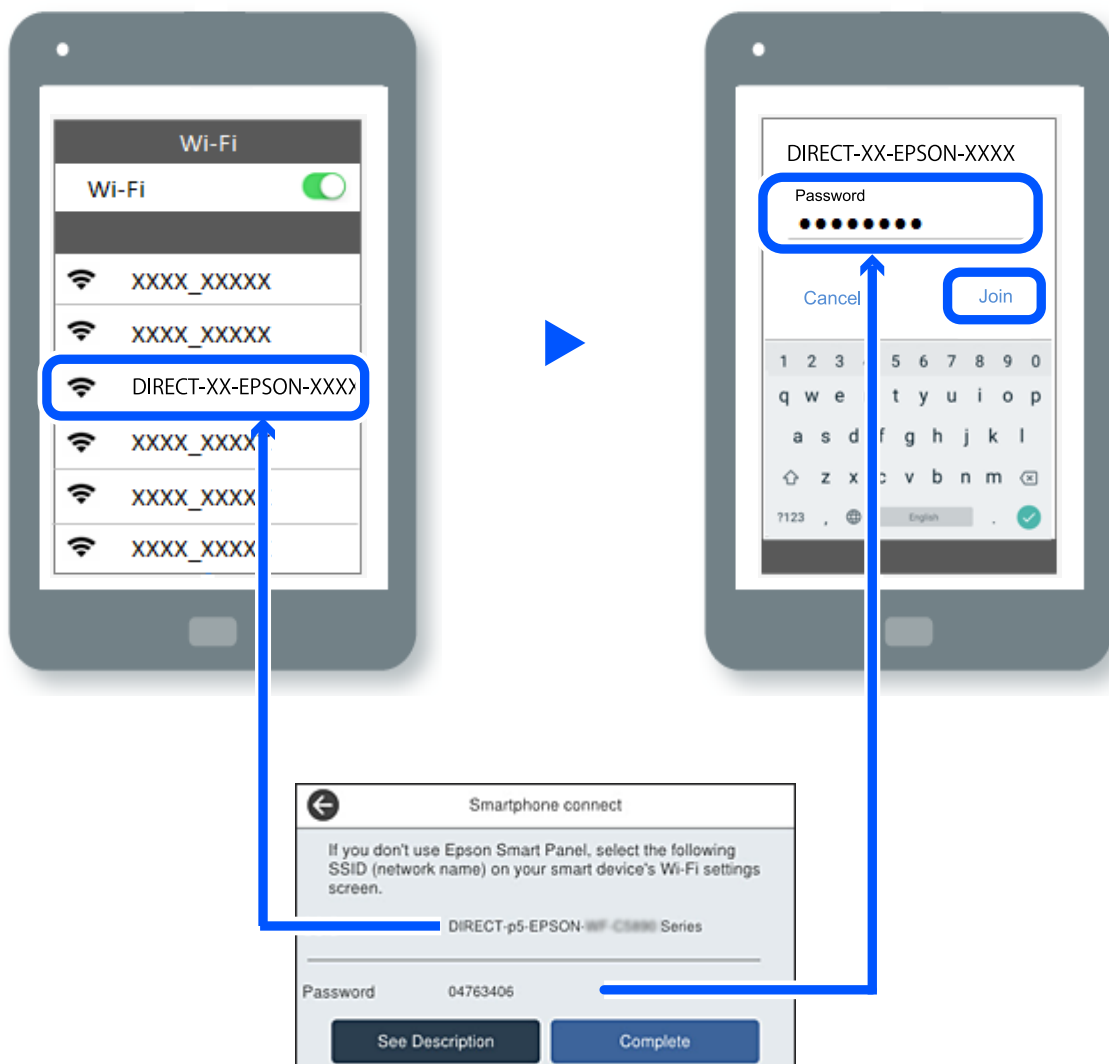 Wi-Fi
Wi-Fi
XXXX_XXXXX
XXXX_XXXXX
DIRECT-XX-EPSON-XXXX
XXXX_XXXX
XXXX_XXXX
XXXX_XXXX
DIRECT-XX-EPSON-XXXX
Password
••••••••
Cancel
Join
1 2 3 5 6 7 8 9 0
q w e t y u i o p
a s d f g h j k l
z x c v b n m
?123 , English .
Smartphone connect
If you don't use Epson Smart Panel, select the following
SSID (network name) on your smart device's Wi-Fi settings
screen.
DIRECT-p5-EPSON- Series
Password 04763406
See Description
Complete